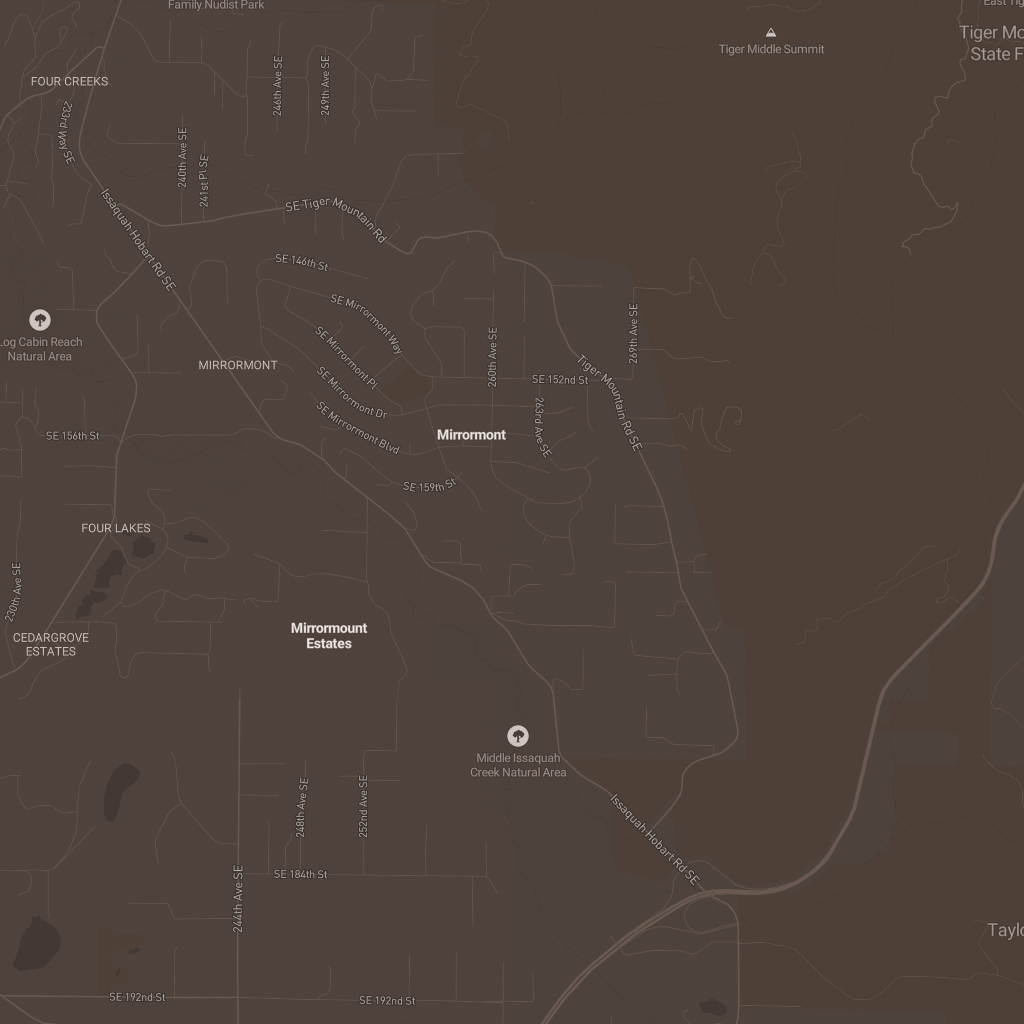 Family Nudist Park
East Tig
Tiger Mo
State F
Tiger Middle Summit
FOUR CREEKS
246th Ave SE
249th Ave SE
233rd Way SE
240th Ave SE
241st Pl SE
Issaquah Hobart Rd SE
SE Tiger Mountain Rd
SE 146th St
SE Mirrormont Way
Log Cabin Reach
Natural Area
SE Mirrormont Pl
260th Ave SE
269th Ave SE
MIRRORMONT
SE Mirrormont Dr
SE 152nd St
Tiger Mountain Rd SE
SE Mirrormont Blvd
263rd Ave SE
SE 156th St
Mirrormont
SE 159th St
FOUR LAKES
230th Ave SE
CEDARGROVE
ESTATES
Mirrormount
Estates
Middle Issaquah
Creek Natural Area
248th Ave SE
252nd Ave SE
Issaquah Hobart Rd SE
SE 184th St
244th Ave SE
Taylo
SE 192nd St
SE 192nd St